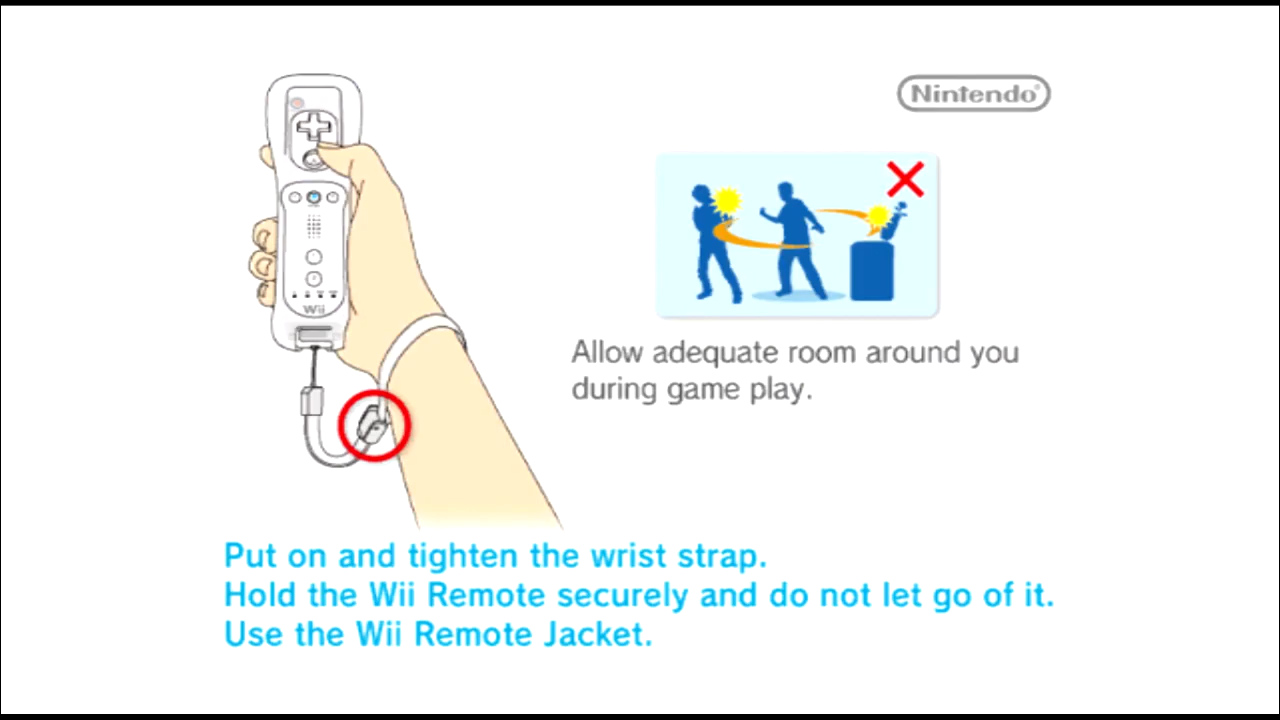 Nintendo®
Allow adequate room around you
during game play.
Wii
Put on and tighten the wrist strap.
Hold the Wii Remote securely and do not let go of it.
Use the Wii Remote Jacket.